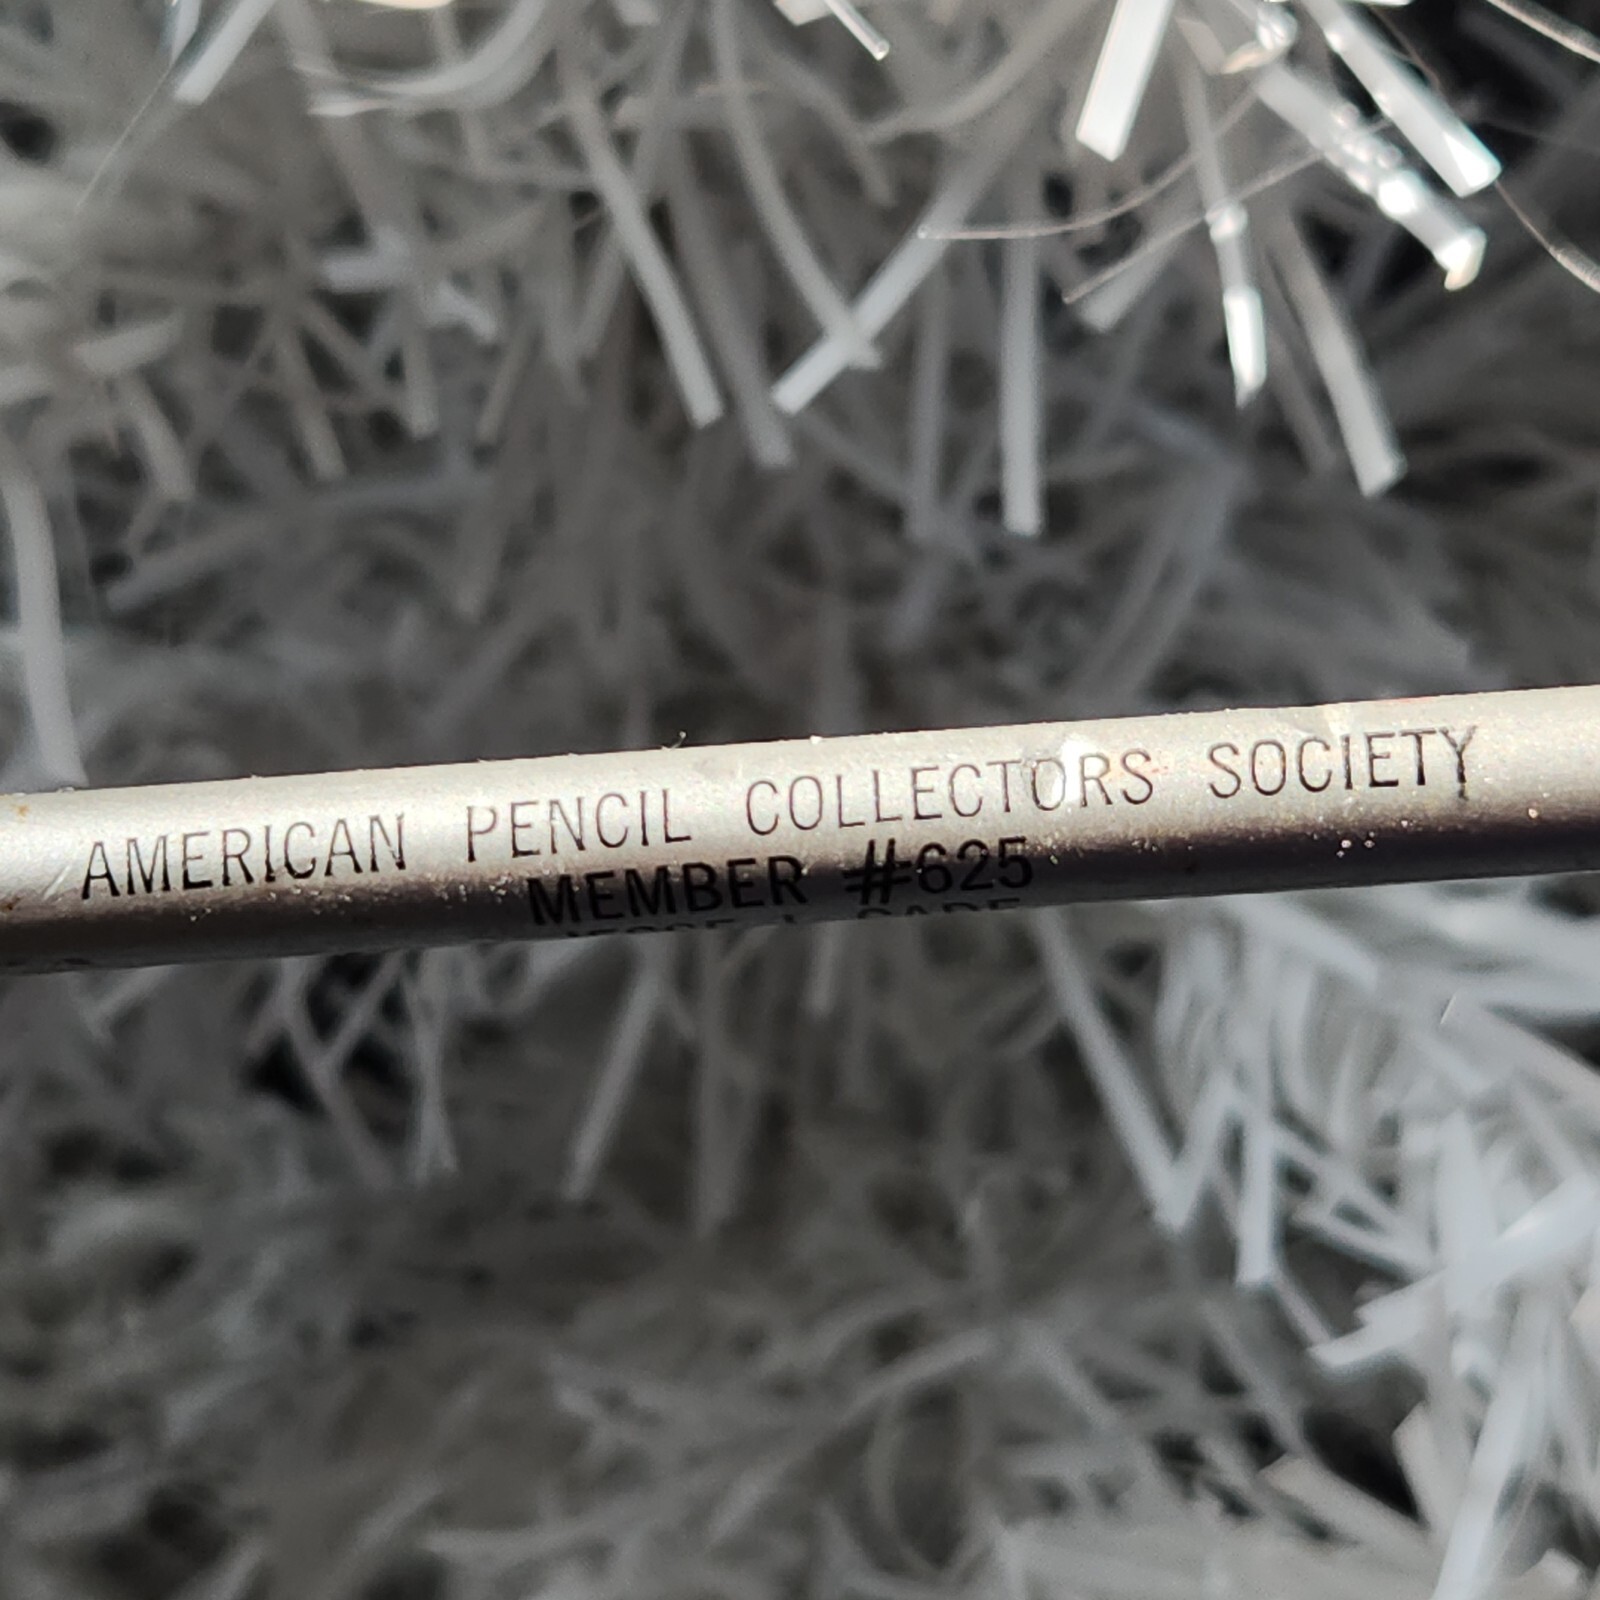 AMERICAN PENCIL COLLECTORS SOCIETY
MEMBER #625